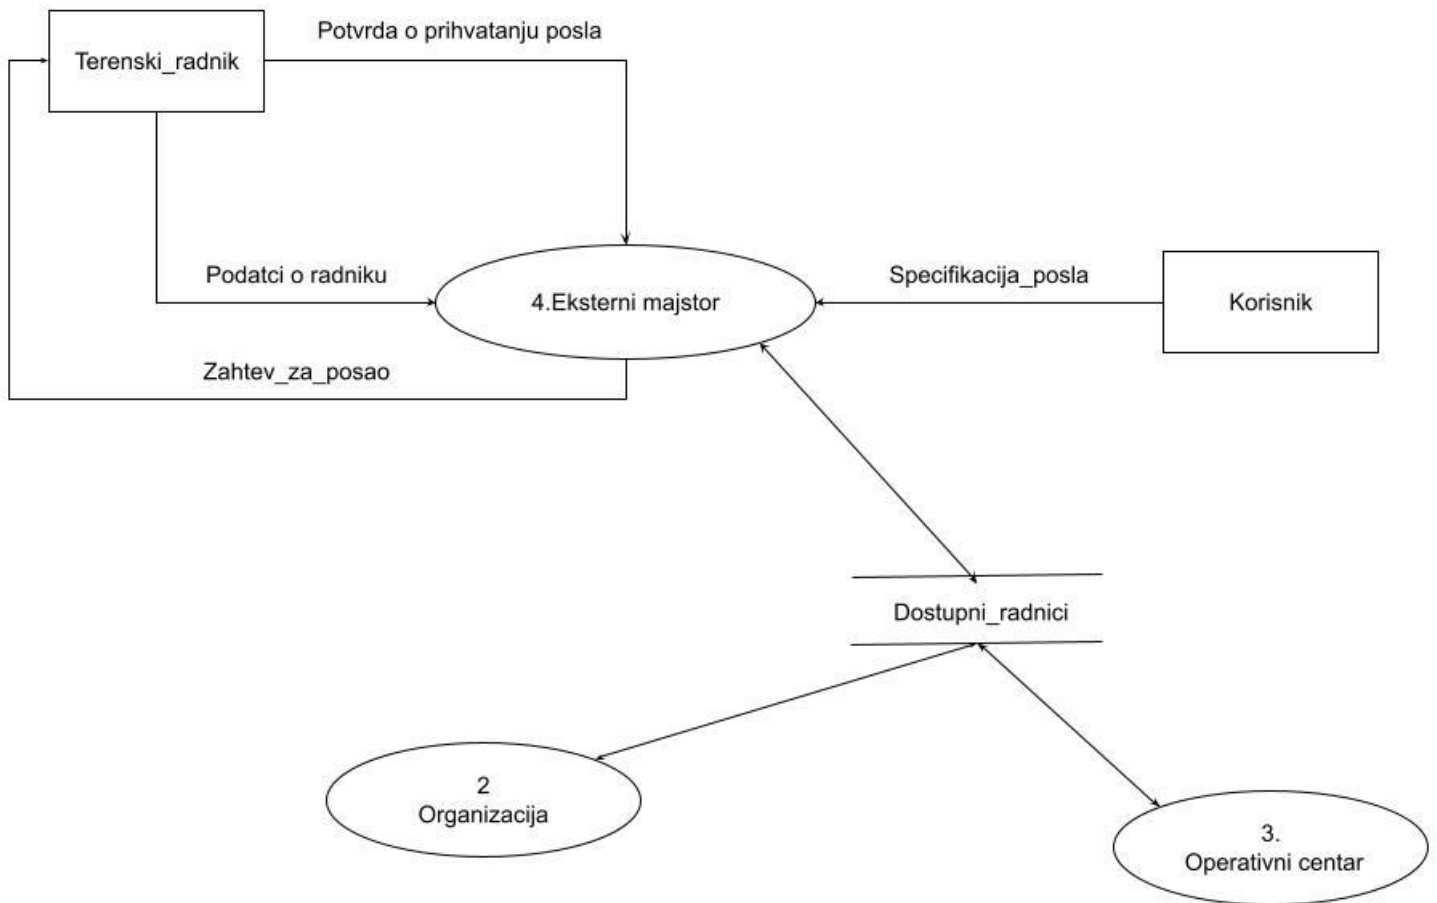 Potvrda o prihvatanju posla
Terenski_radnik
Podatci o radniku
Specifikacija_posla
4.Eksterni majstor
Korisnik
Zahtev_za_posao
Dostupni_radnici
2
Organizacija
3.
Operativni centar